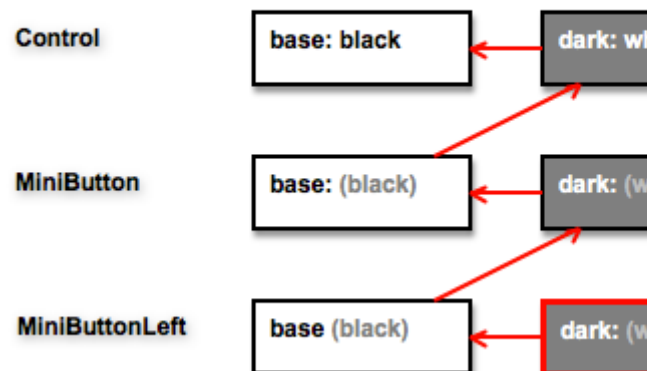 Control base: black dark:
MiniButton base: (black) dark:
MiniButtonLeft base (black) dark: